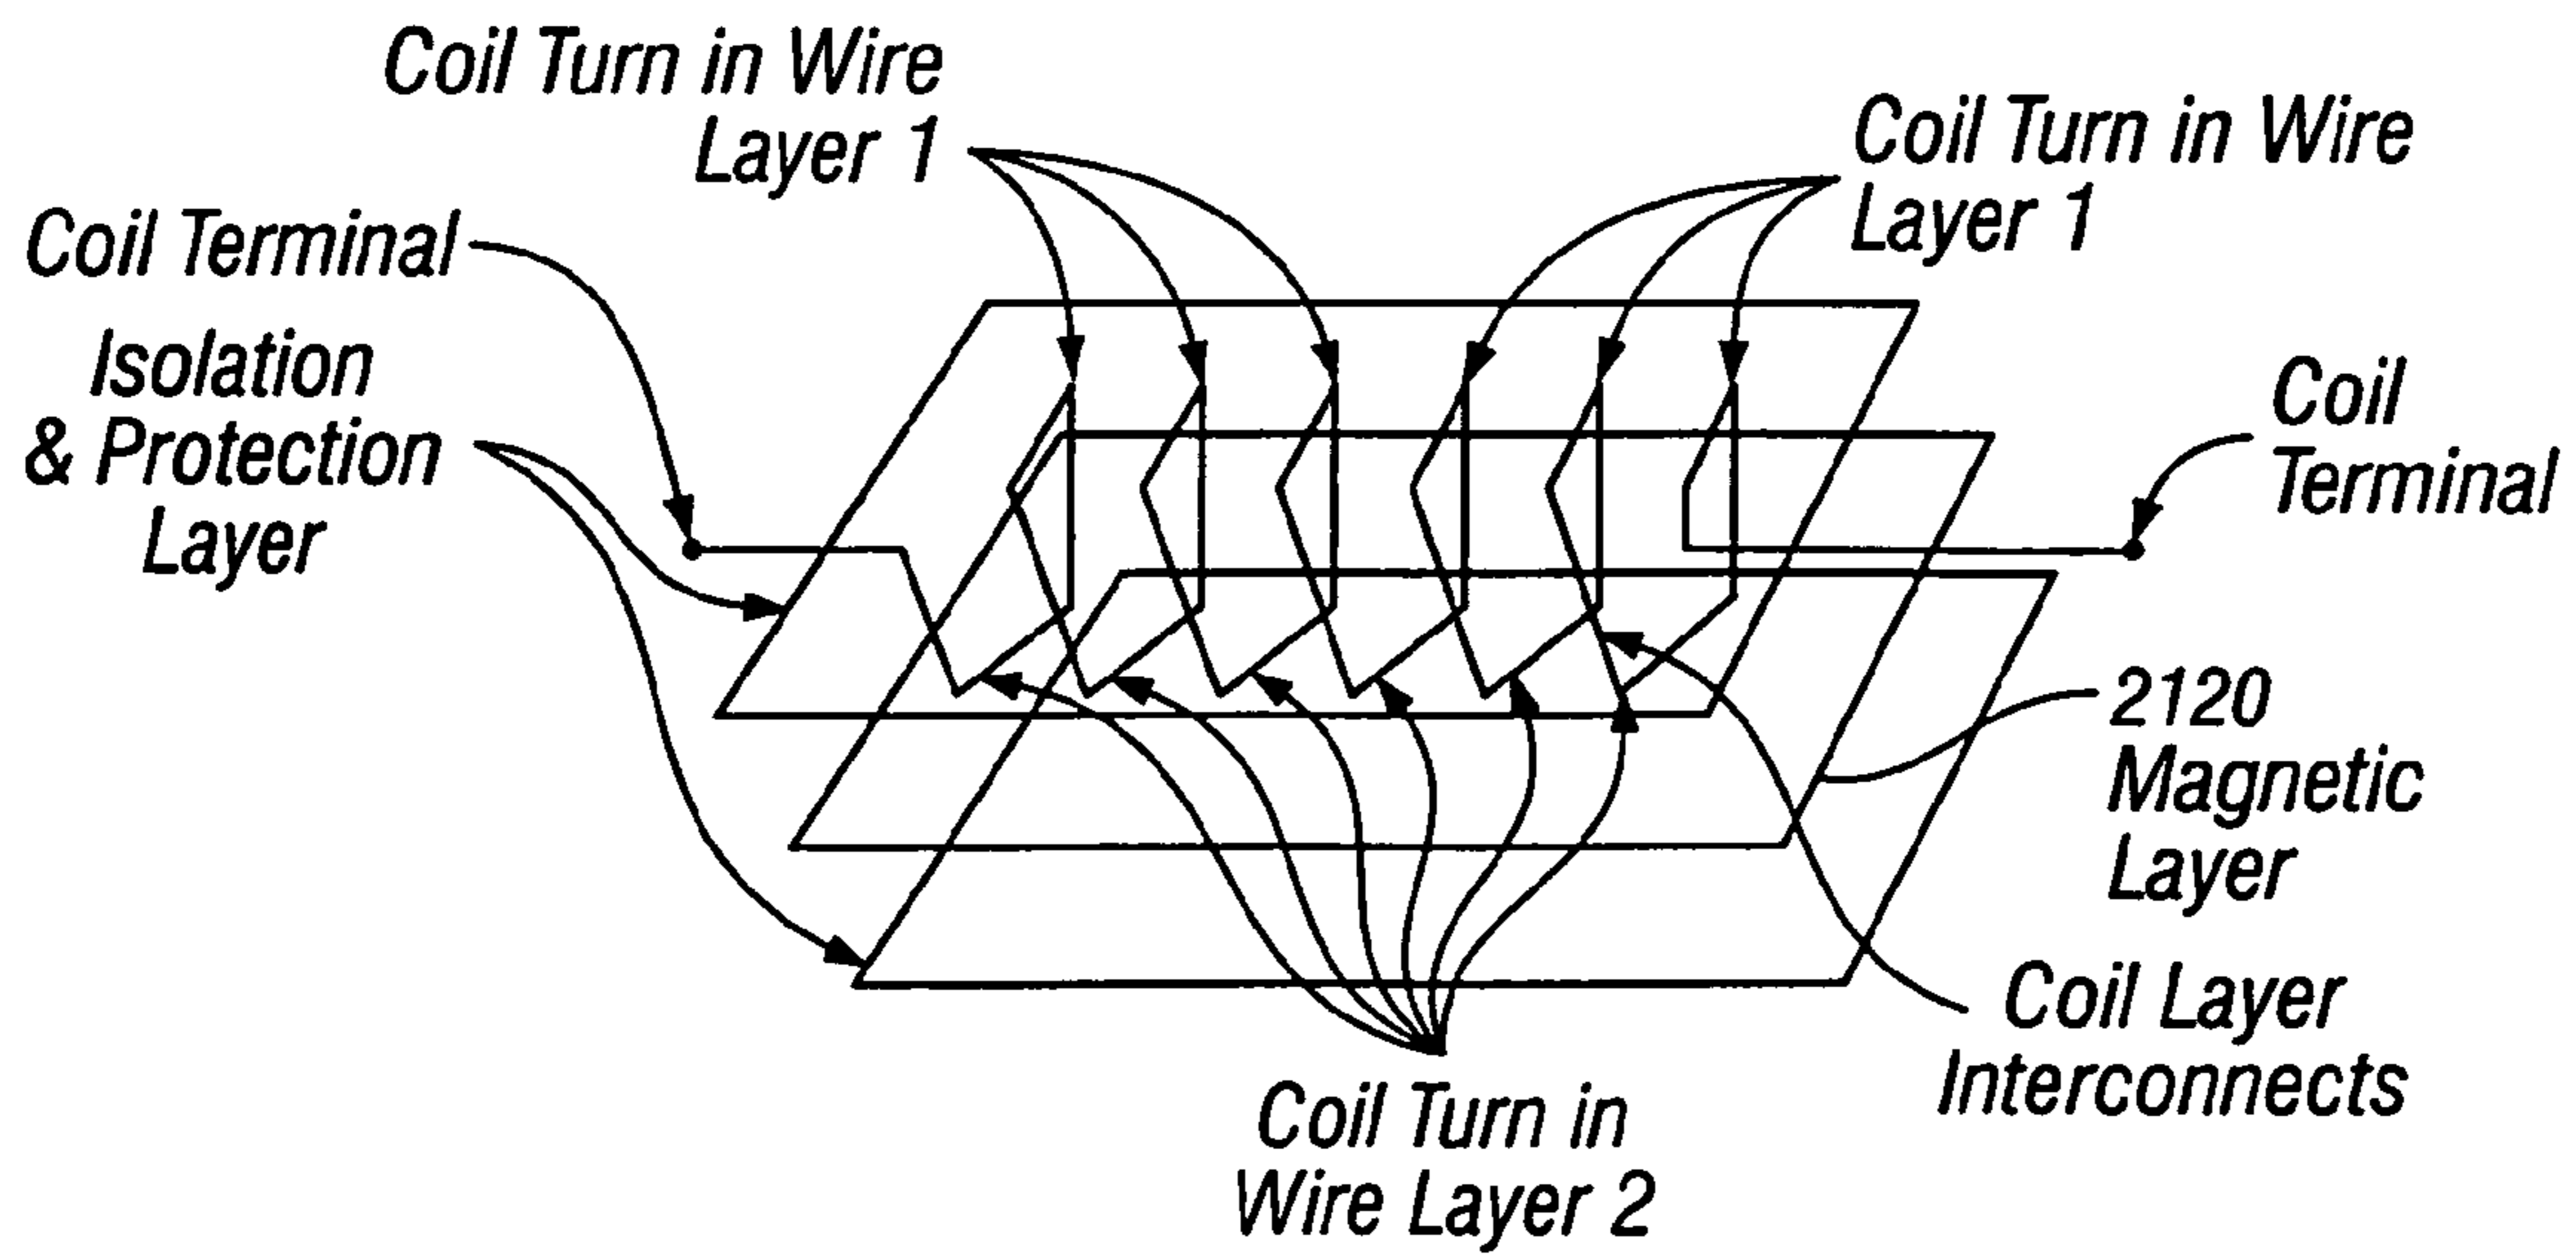 Coil Turn in Wire
Layer 1
Coil Turn in Wire
Layer 1
Coil Terminal
Isolation
& Protection
Layer
Coil
Terminal
2120
Magnetic
Layer
Coil Layer
Interconnects
Coil Turn in
Wire Layer 2